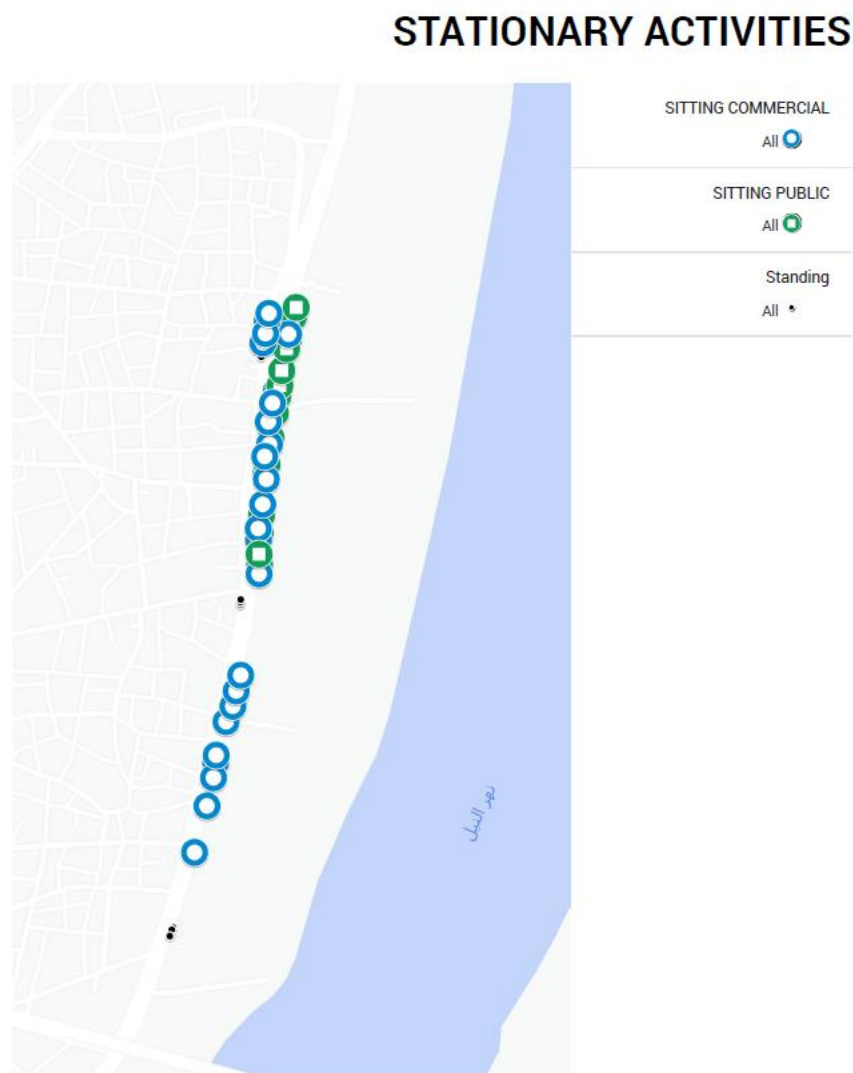 STATIONARY ACTIVITIES
SITTING COMMERCIAL
All
SITTING PUBLIC
All
Standing
All
نهر النيل